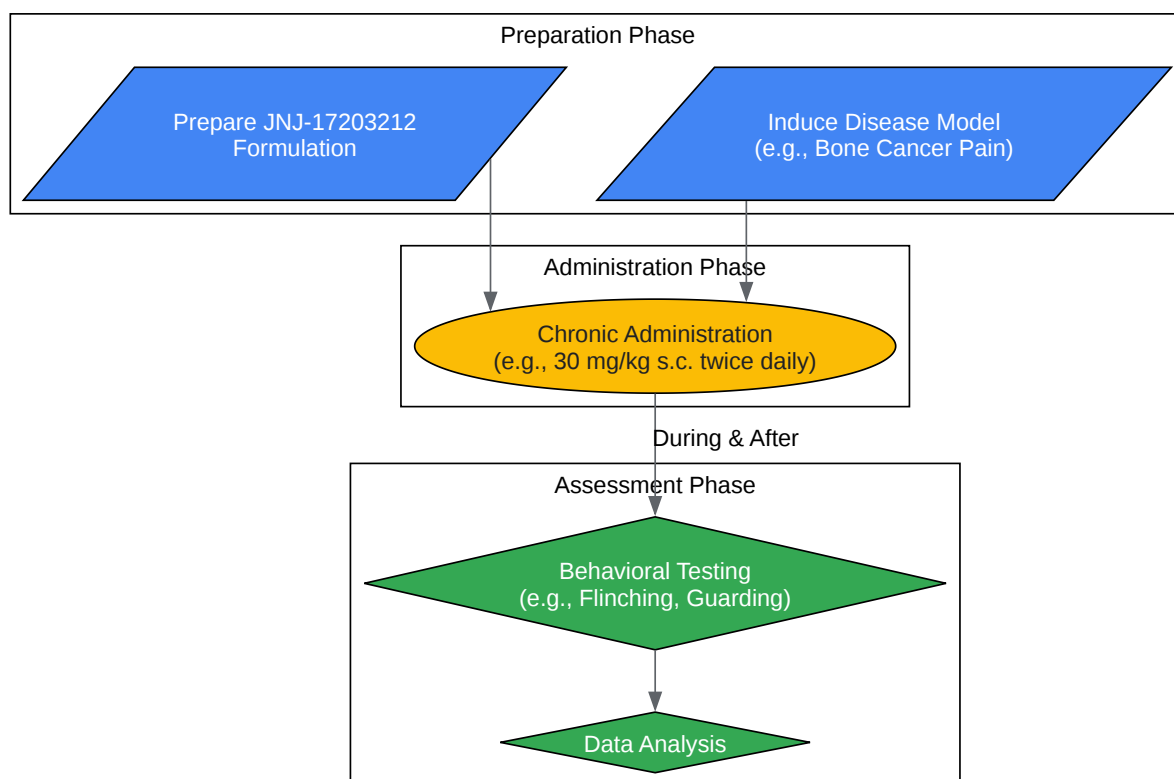 Preparation Phase
Prepare JNJ-17203212
Formulation
Induce Disease Model
(e.g., Bone Cancer Pain)
Administration Phase
Chronic Administration
(e.g., 30 mg/kg s.c. twice daily)
During & After
Assessment Phase
Behavioral Testing
(e.g., Flinching, Guarding)
Data Analysis